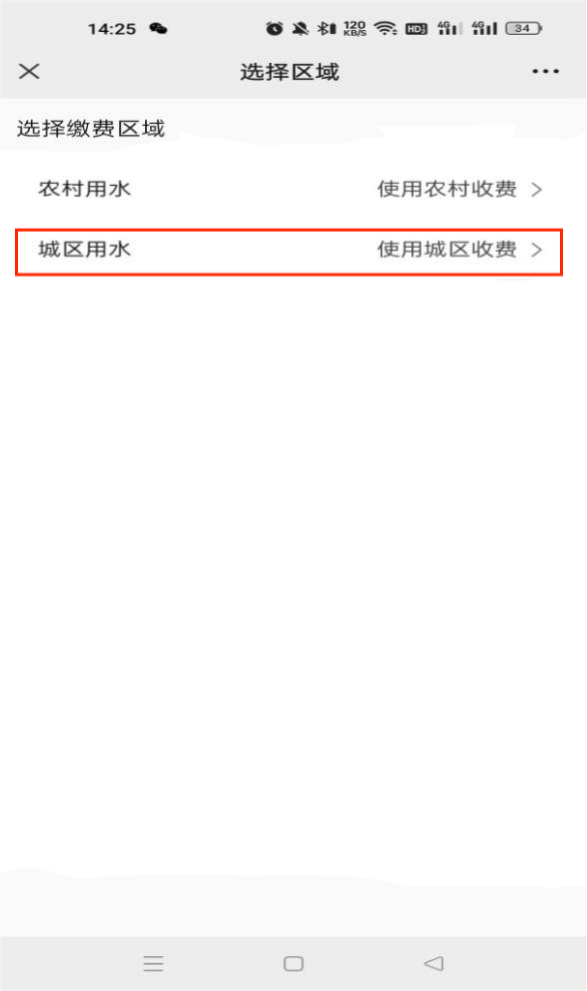 14:25 120 KB/S HD 4G 4G 34
选择区域
选择缴费区域
农村用水 使用农村收费
城区用水 使用城区收费